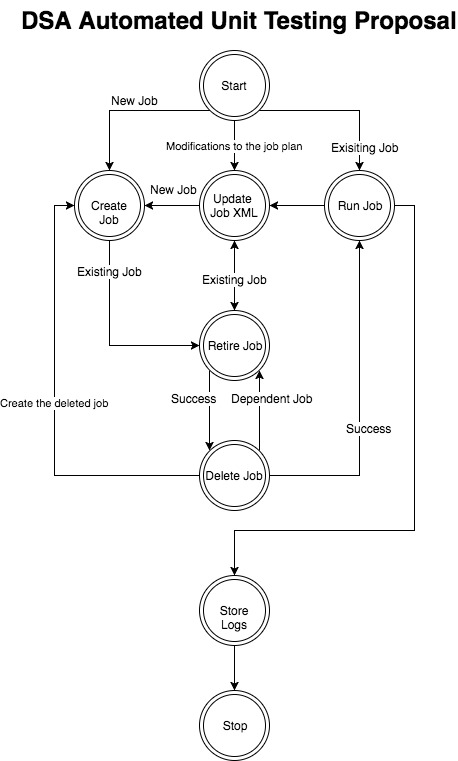 DSA Automated Unit Testing Proposal
Start
New Job
Modifications to the job plan
Exisiting Job
Create
Job
New Job
Update
Job XML
Run Job
Existing Job
Existing Job
Retire Job
Success
Dependent Job
Create the deleted job
Success
Delete Job
Store
Logs
Stop